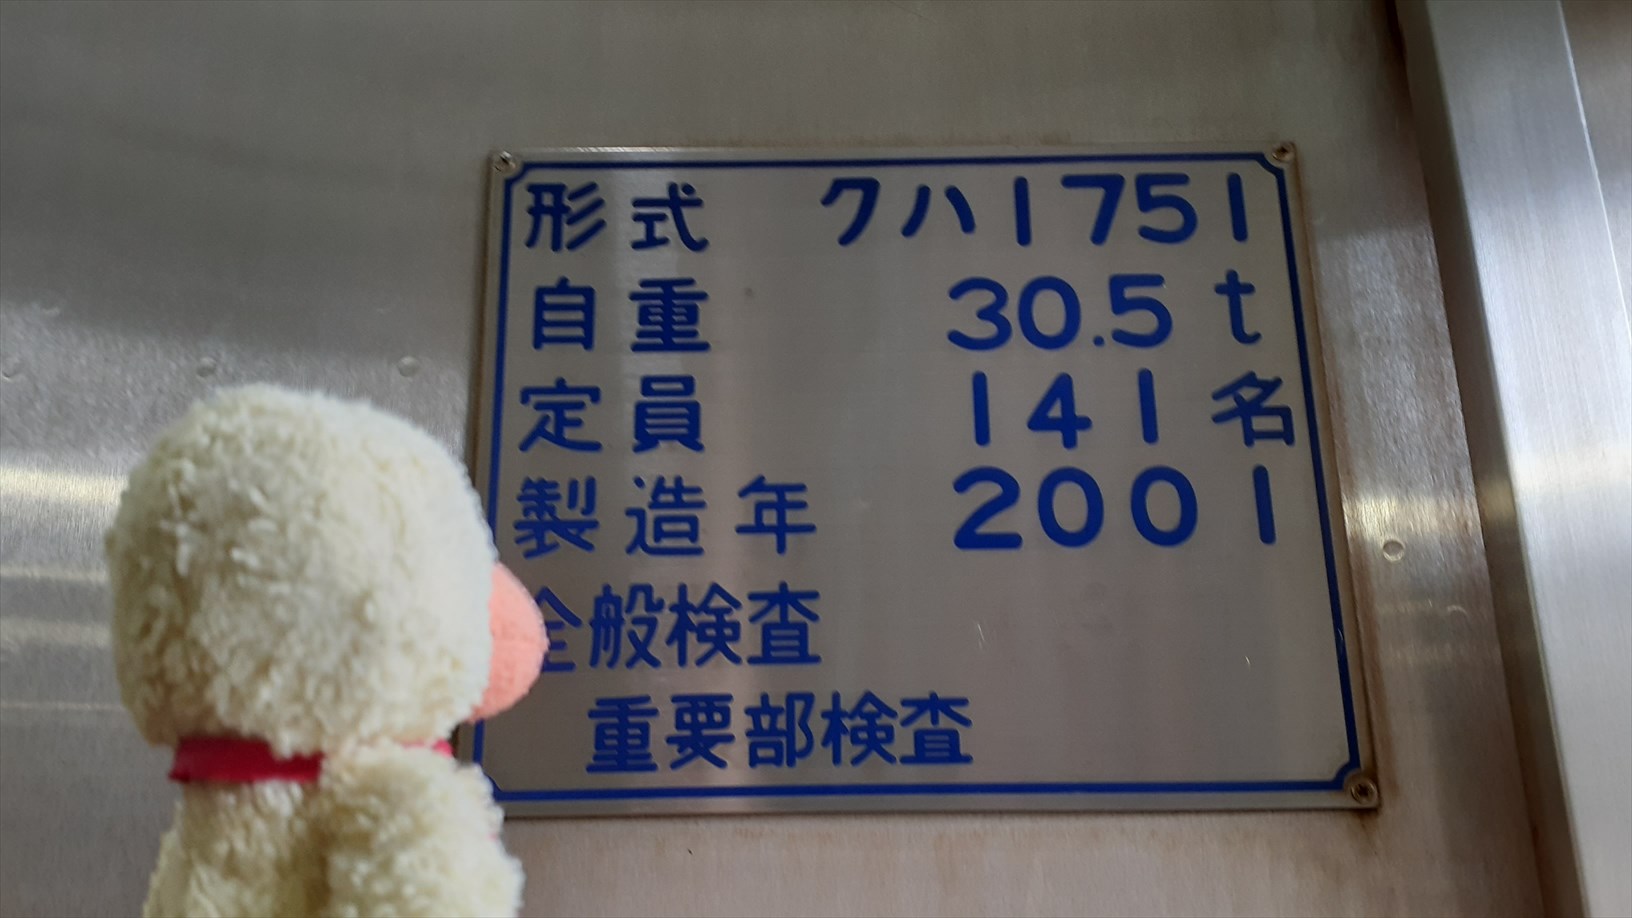 形式 クハ1751
自重 30.5 t
定員 141名
製造年 2001
全般検査
重要部検査